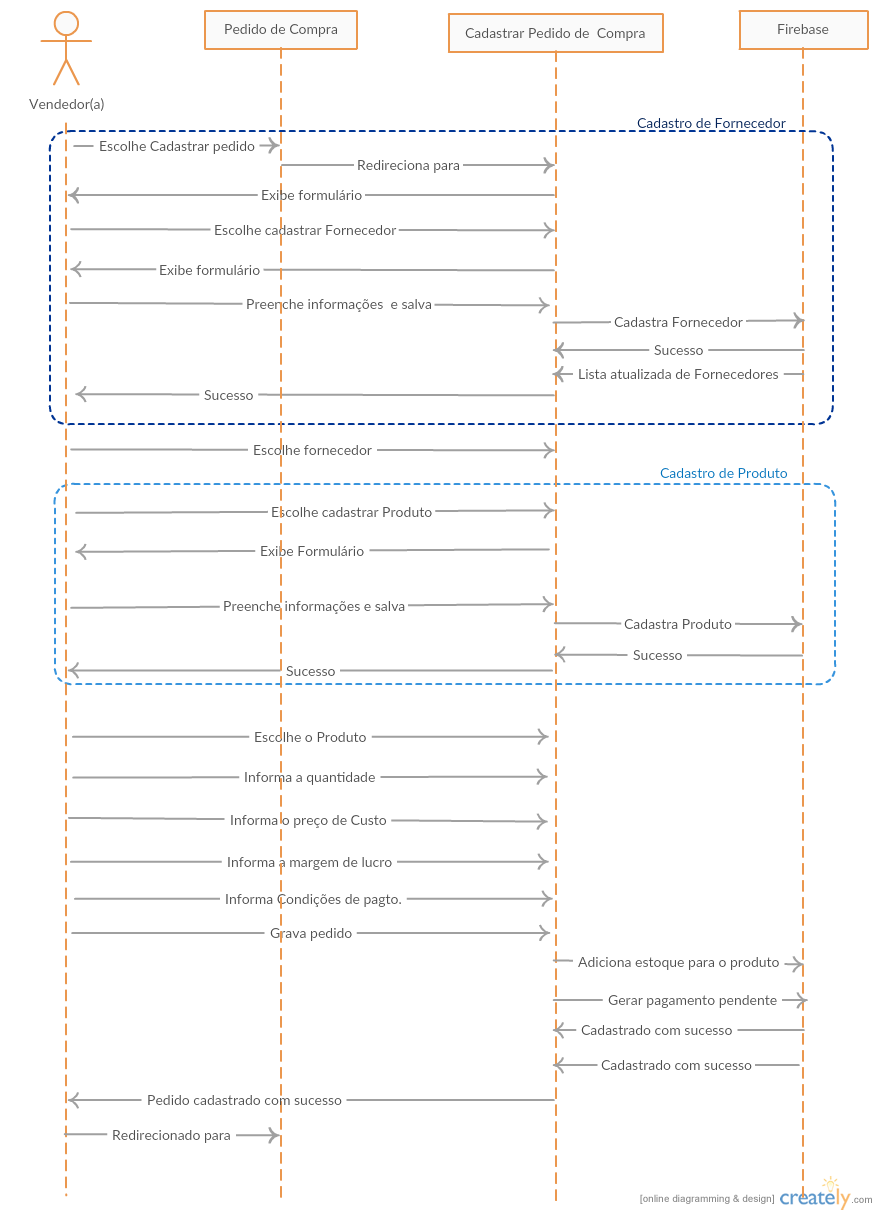 Pedido de Compra
Cadastrar Pedido de  Compra
Firebase
Vendedor(a)
Cadastro de Fornecedor
Escolhe Cadastrar pedido
Redireciona para
Exibe formulário
Escolhe cadastrar Fornecedor
Exibe formulário
Preenche informações  e salva
Cadastra Fornecedor
Sucesso
Lista atualizada de Fornecedores
Sucesso
Escolhe fornecedor
Cadastro de Produto
Escolhe cadastrar Produto
Exibe Formulário
Preenche informações e salva
Cadastra Produto
Sucesso
Sucesso
Escolhe o Produto
Informa a quantidade
Informa o preço de Custo
Informa a margem de lucro
Informa Condições de pagto.
Grava pedido
Adiciona estoque para o produto
Gerar pagamento pendente
Cadastrado com sucesso
Cadastrado com sucesso
Pedido cadastrado com sucesso
Redirecionado para
[online diagramming & design] creately.com